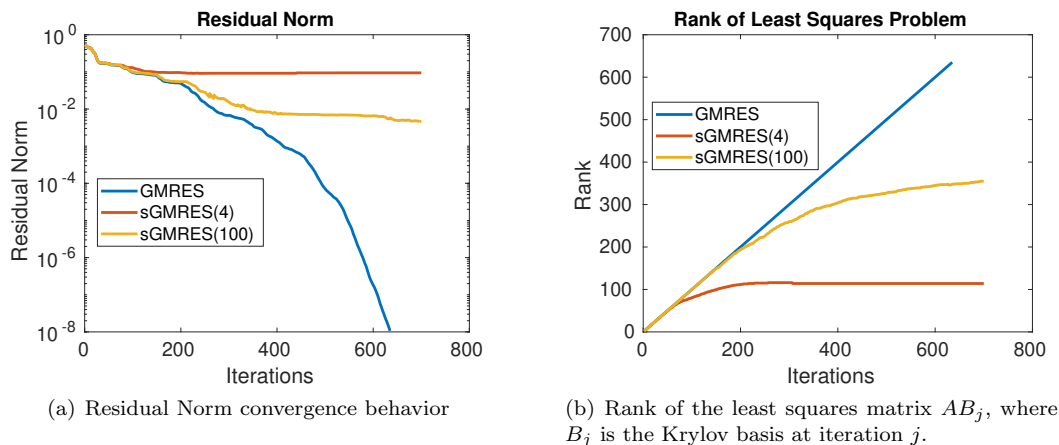 Residual Norm
10^0
10^-2
10^-4
10^-6
10^-8
Residual Norm
GMRES
sGMRES(4)
sGMRES(100)
0
200
400
600
800
Iterations
(a) Residual Norm convergence behavior
Rank of Least Squares Problem
700
600
500
400
300
200
100
0
Rank
GMRES
sGMRES(4)
sGMRES(100)
0
200
400
600
800
Iterations
(b) Rank of the least squares matrix AB_j, where
B_j is the Krylov basis at iteration j.